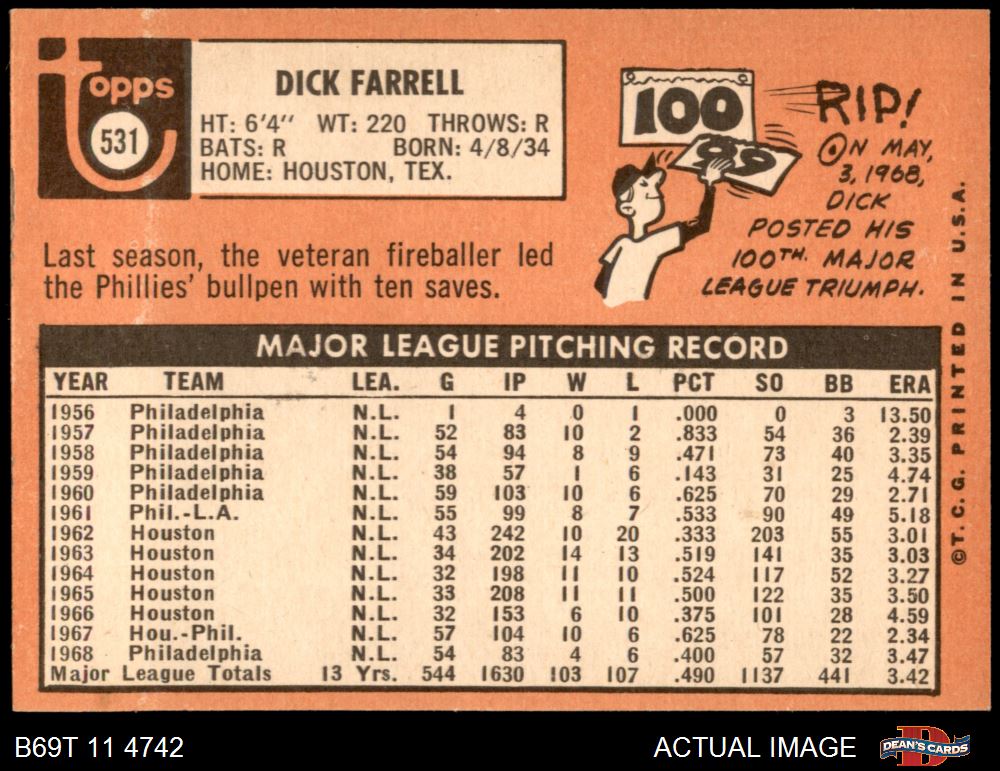 Topps
531
DICK FARRELL
HT: 6'4" WT: 220 THROWS: R
BATS: R BORN: 4/8/34
HOME: HOUSTON, TEX.
100
99
RIP!
ON MAY,
3, 1968,
DICK
POSTED HIS
100TH. MAJOR
LEAGUE TRIUMPH.
Last season, the veteran fireballer led
the Phillies' bullpen with ten saves.
MAJOR LEAGUE PITCHING RECORD
YEAR TEAM LEA. G IP W L PCT SO BB ERA
1956 Philadelphia N.L. 1 4 0 1 .000 0 3 13.50
1957 Philadelphia N.L. 52 83 10 2 .833 54 36 2.39
1958 Philadelphia N.L. 54 94 8 9 .471 73 40 3.35
1959 Philadelphia N.L. 38 57 1 6 .143 31 25 4.74
1960 Philadelphia N.L. 59 103 10 6 .625 70 29 2.71
1961 Phil.-L.A. N.L. 55 99 8 7 .533 90 49 5.18
1962 Houston N.L. 43 242 10 20 .333 203 55 3.01
1963 Houston N.L. 34 202 14 13 .519 141 35 3.03
1964 Houston N.L. 32 198 11 10 .524 117 52 3.27
1965 Houston N.L. 33 208 11 11 .500 122 35 3.50
1966 Houston N.L. 32 153 6 10 .375 101 28 4.59
1967 Hou.-Phil. N.L. 57 104 10 6 .625 78 22 2.34
1968 Philadelphia N.L. 54 83 4 6 .400 57 32 3.47
Major League Totals 13 Yrs. 544 1630 103 107 .490 1137 441 3.42
©T.C.G. PRINTED IN U.S.A.
B69T 11 4742
ACTUAL IMAGE
DEAN'S CARDS